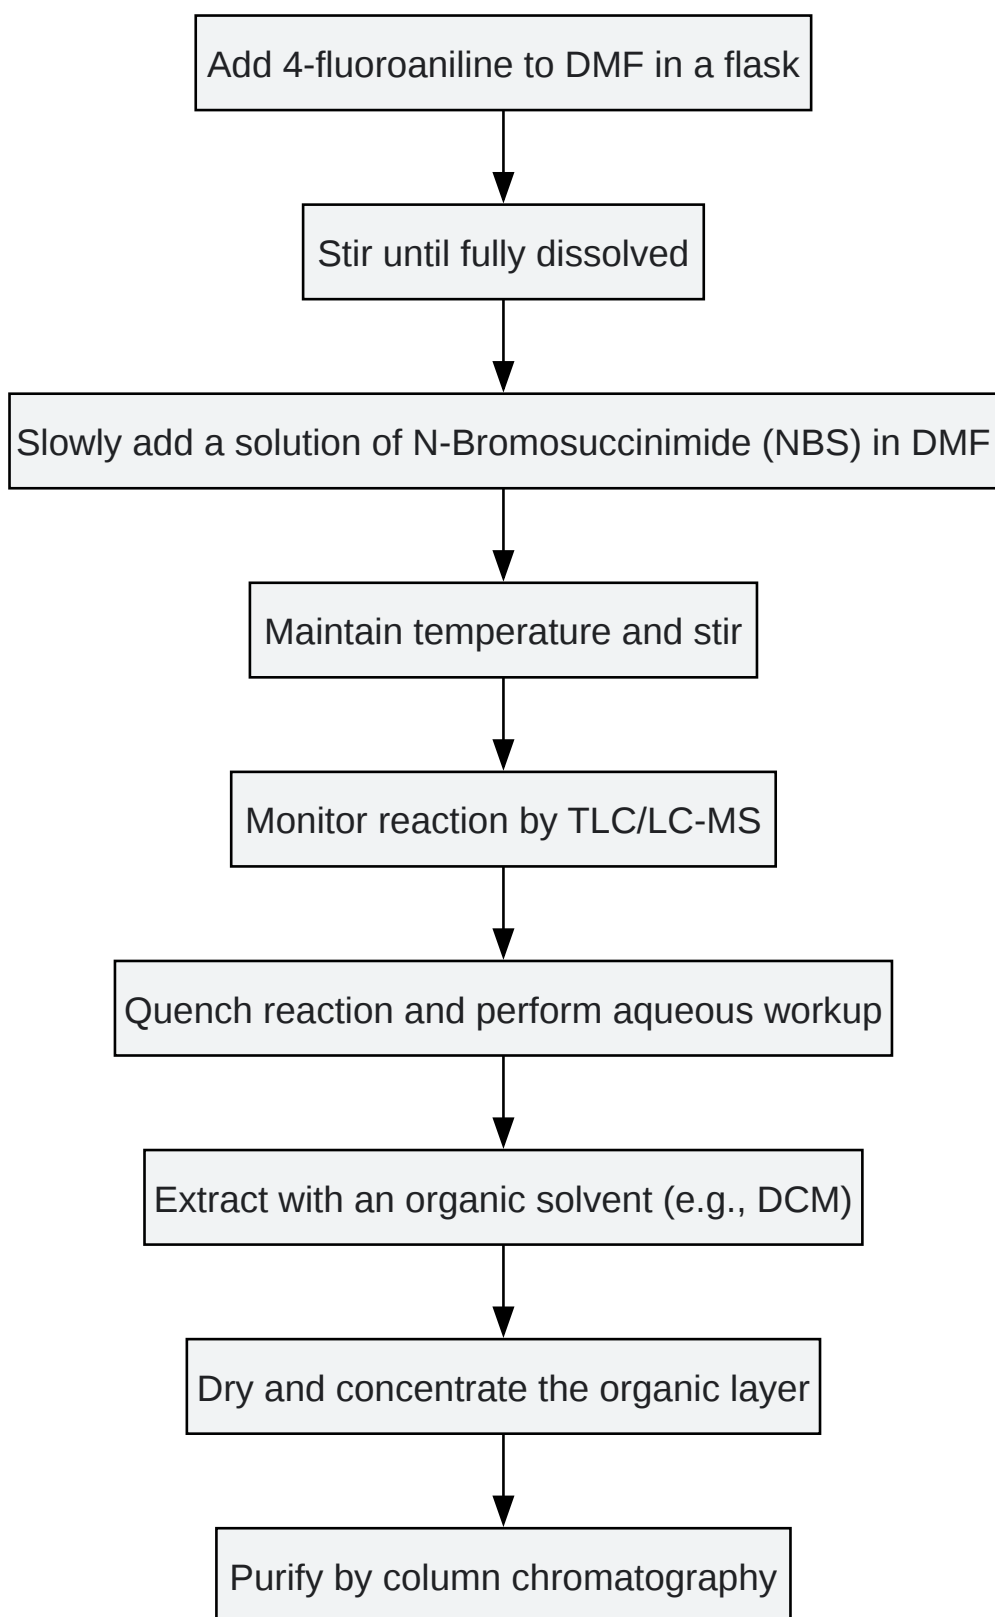 Add 4-fluoroaniline to DMF in a flask
Stir until fully dissolved
Slowly add a solution of N-Bromosuccinimide (NBS) in DMF
Maintain temperature and stir
Monitor reaction by TLC/LC-MS
Quench reaction and perform aqueous workup
Extract with an organic solvent (e.g., DCM)
Dry and concentrate the organic layer
Purify by column chromatography